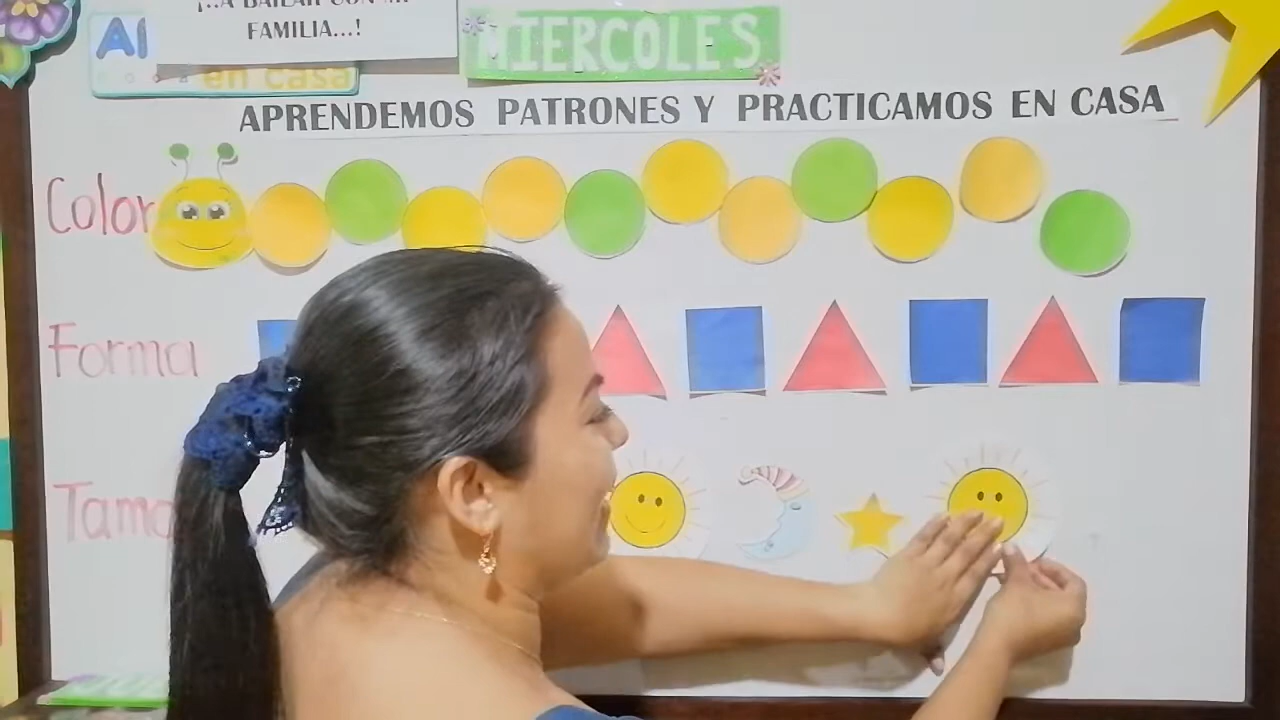 ¡..A BAILAR CON MI
FAMILIA...!
MIERCOLES
en casa
APRENDEMOS PATRONES Y PRACTICAMOS EN CASA
Color
Forma